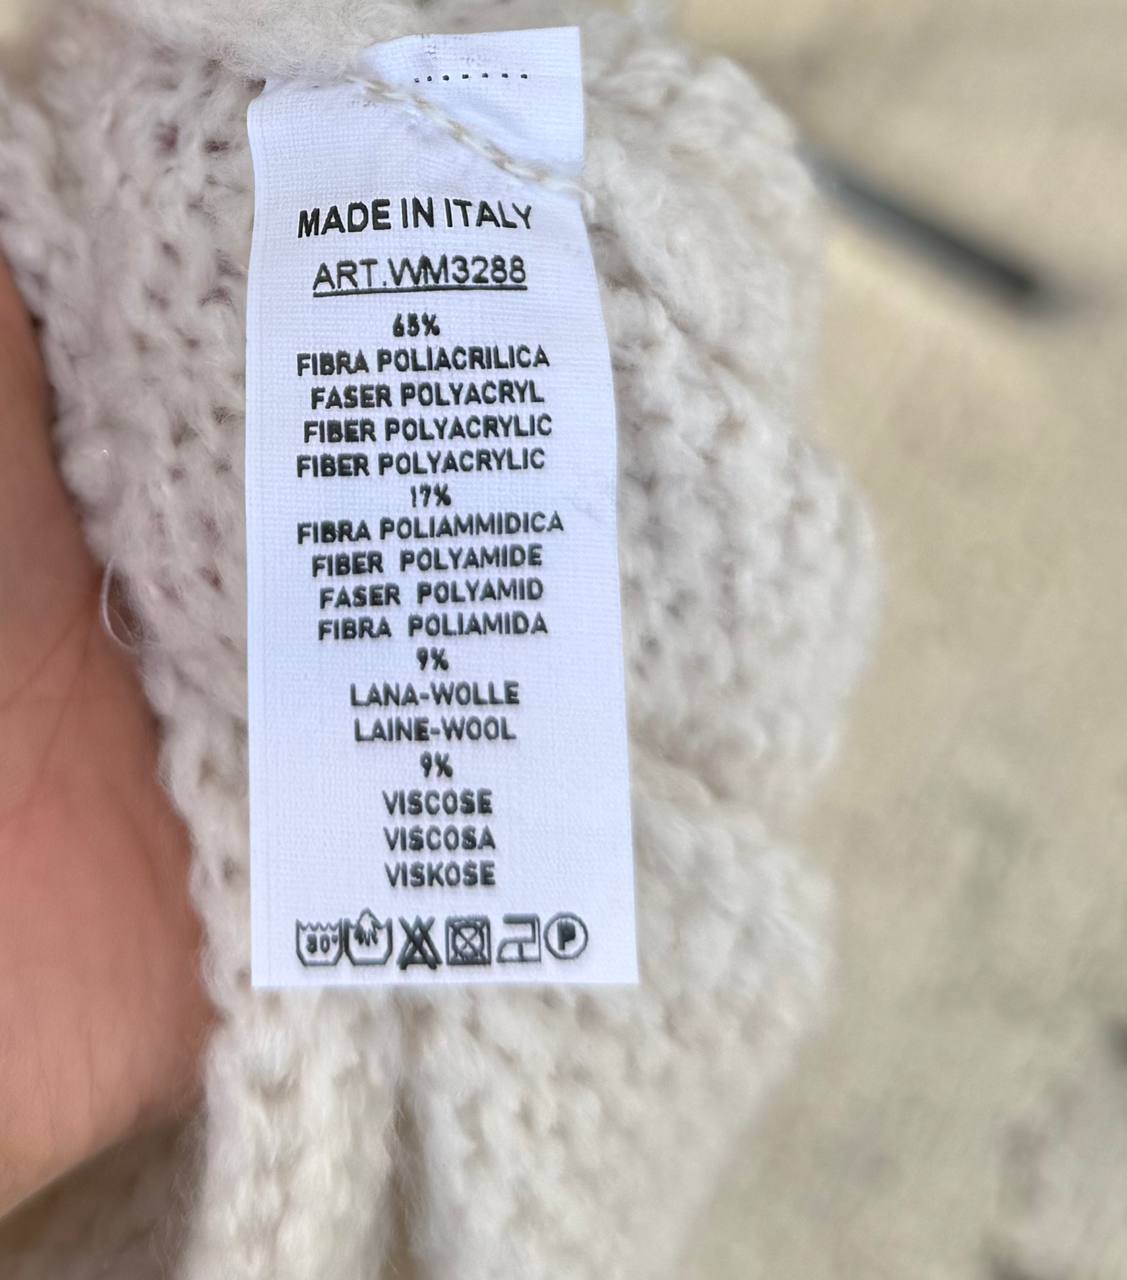 MADE IN ITALY
ART.WM3288
65%
FIBRA POLIACRILICA
FASER POLYACRYL
FIBER POLYACRYLIC
FIBER POLYACRYLIC
17%
FIBRA POLIAMMIDICA
FIBER POLYAMIDE
FASER POLYAMID
FIBRA POLIAMIDA
9%
LANA-WOLLE
LAINE-WOOL
9%
VISCOSE
VISCOSA
VISKOSE
30° P